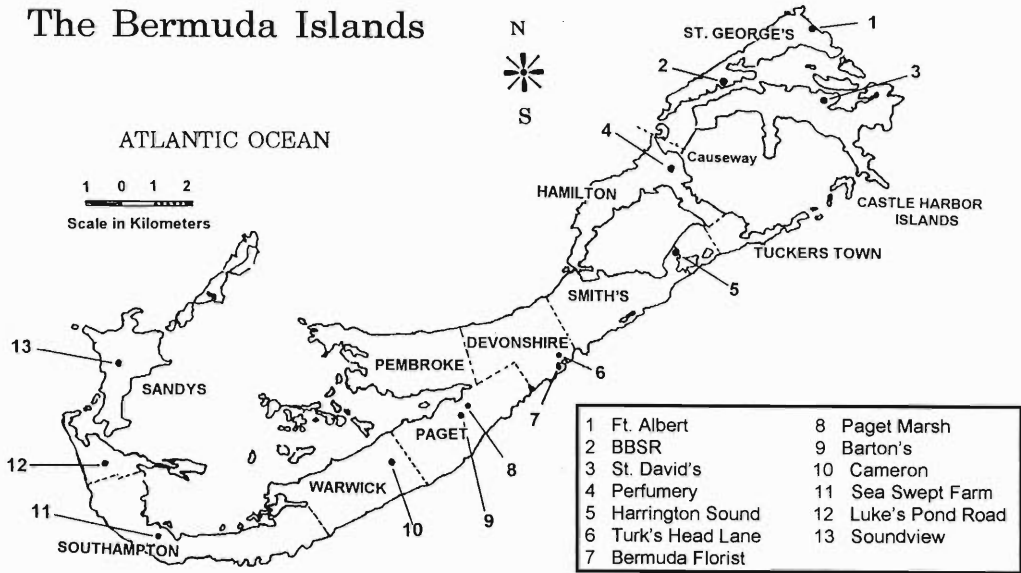 The Bermuda Islands
N
S
ATLANTIC OCEAN
1 0 1 2
Scale in Kilometers
ST. GEORGE'S
1
2
3
4
Causeway
HAMILTON
CASTLE HARBOR
ISLANDS
TUCKERS TOWN
5
SMITH'S
DEVONSHIRE
PEMBROKE
6
7
13
SANDYS
PAGET
8
12
WARWICK
9
10
11
SOUTHAMPTON
1 Ft. Albert
2 BBSR
3 St. David's
4 Perfumery
5 Harrington Sound
6 Turk's Head Lane
7 Bermuda Florist
8 Paget Marsh
9 Barton's
10 Cameron
11 Sea Swept Farm
12 Luke's Pond Road
13 Soundview